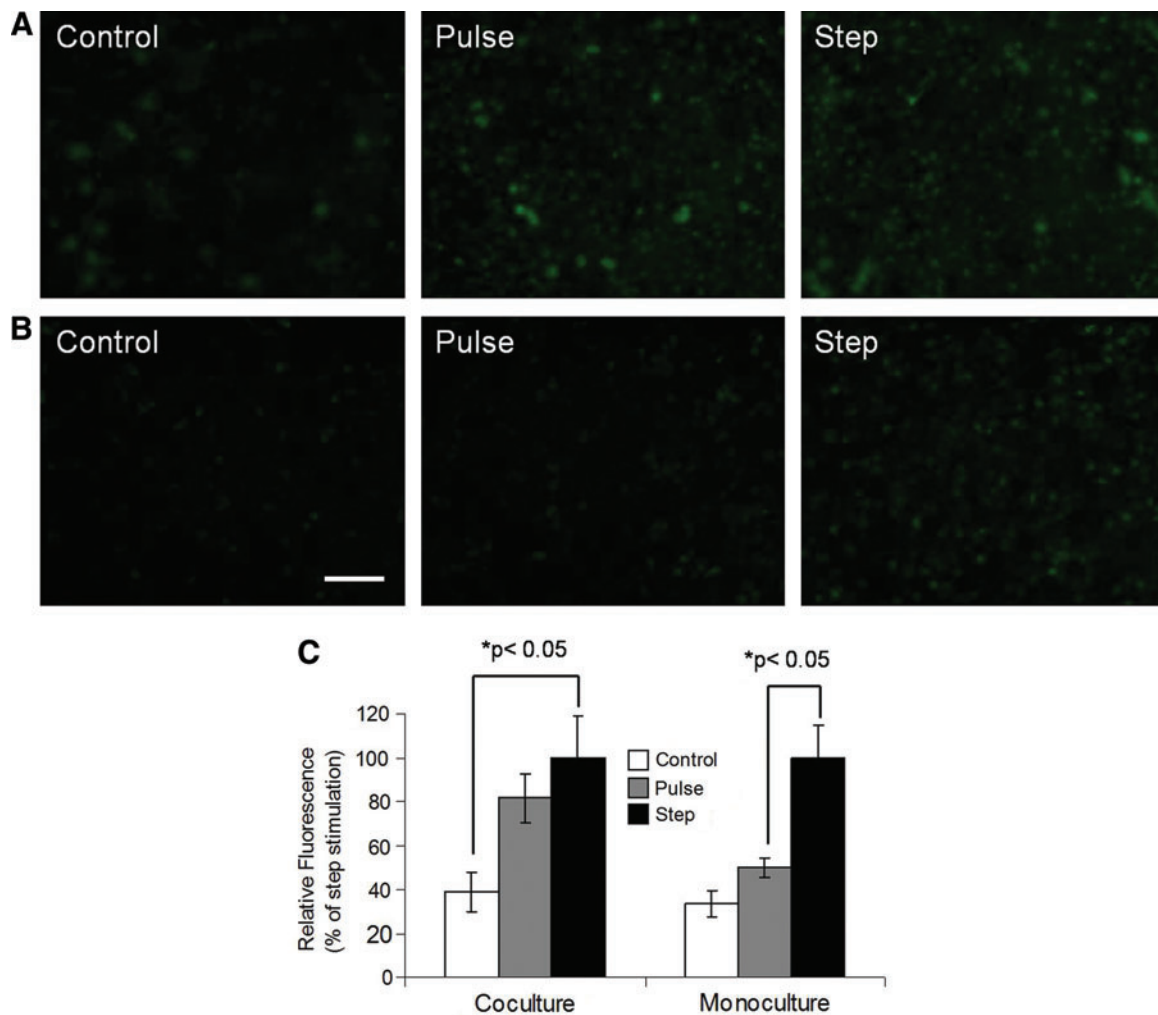 A
Control
Pulse
Step
B
Control
Pulse
Step
C
*p< 0.05
*p< 0.05
Relative Fluorescence
(% of step stimulation)
120
100
80
60
40
20
0
Control
Pulse
Step
Coculture
Monoculture